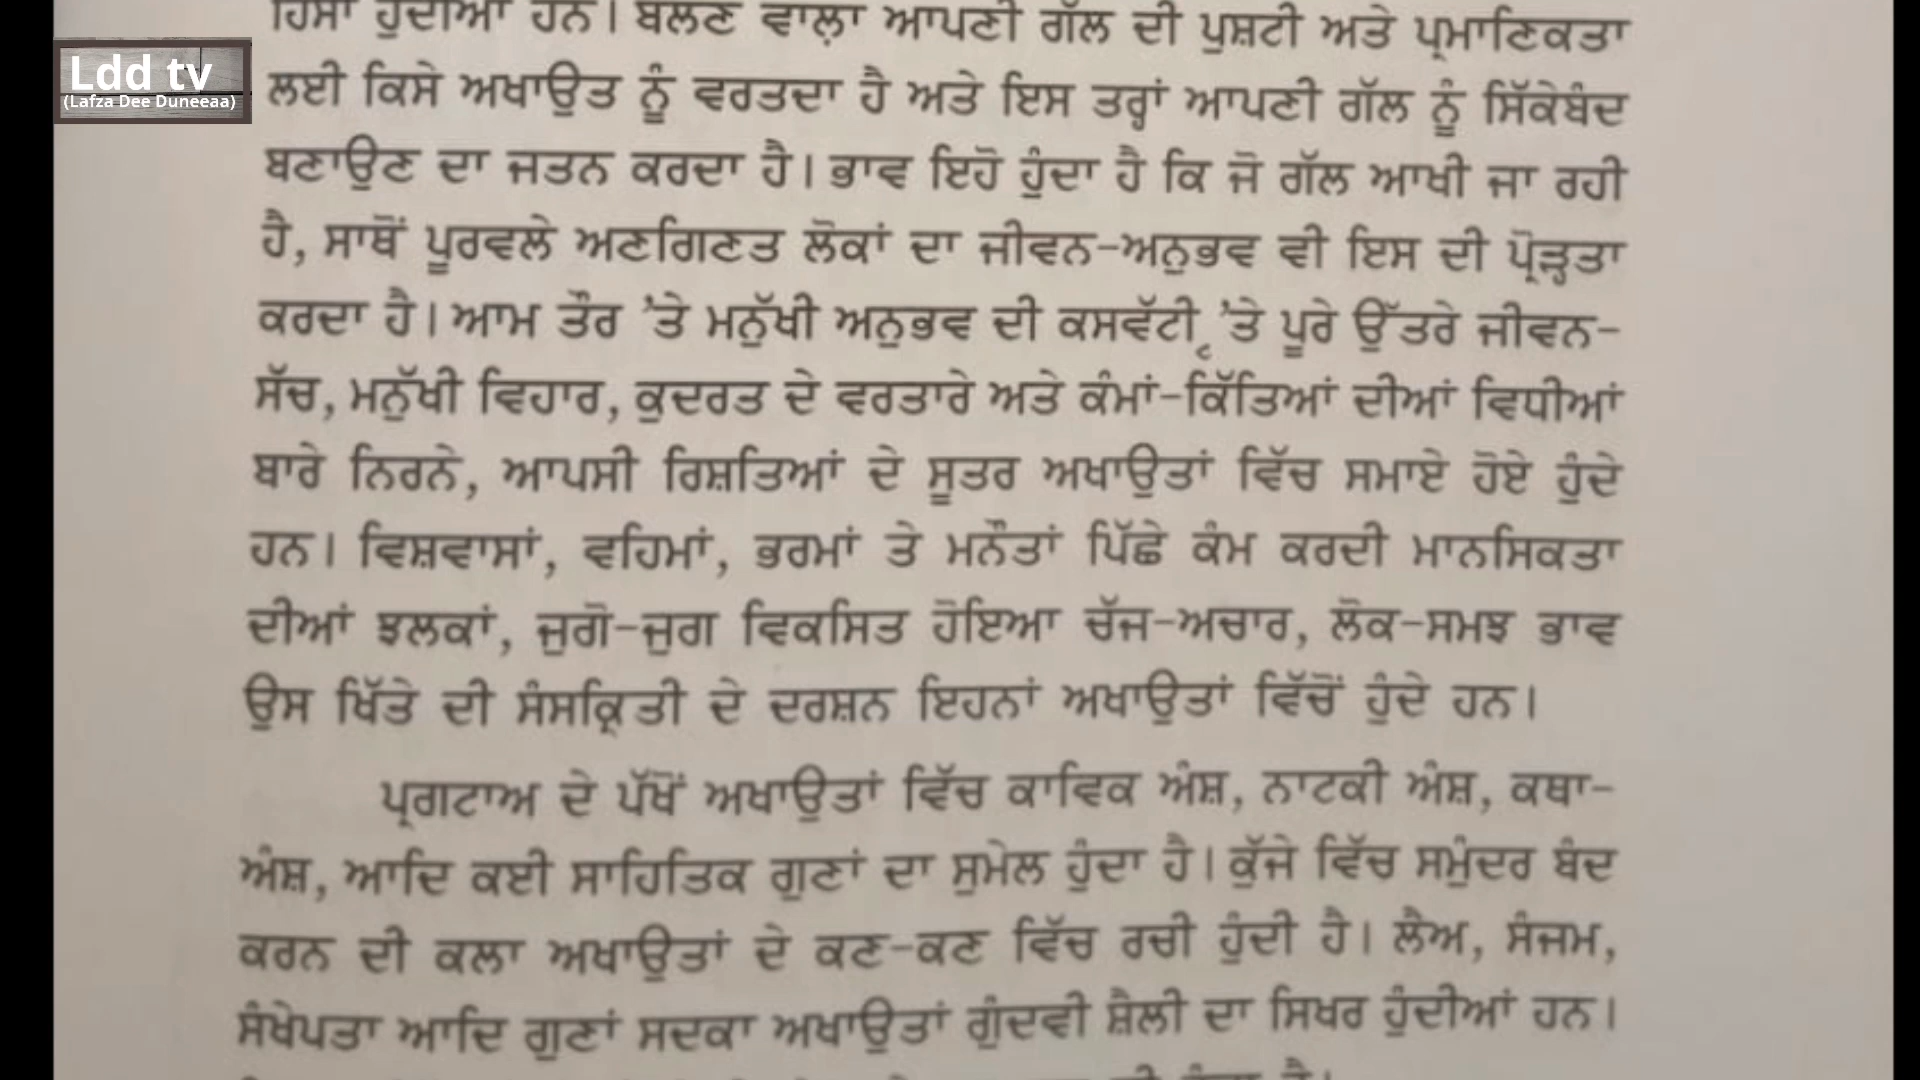 Ldd tv
(Lafza Dee Duneeaa)
ਹਿੱਸਾ ਹੁੰਦੀਆਂ ਹਨ। ਬੋਲਣ ਵਾਲ਼ਾ ਆਪਣੀ ਗੱਲ ਦੀ ਪੁਸ਼ਟੀ ਅਤੇ ਪ੍ਰਮਾਣਿਕਤਾ
ਲਈ ਕਿਸੇ ਅਖਾਉਤ ਨੂੰ ਵਰਤਦਾ ਹੈ ਅਤੇ ਇਸ ਤਰ੍ਹਾਂ ਆਪਣੀ ਗੱਲ ਨੂੰ ਸਿੱਕੇਬੰਦ
ਬਣਾਉਣ ਦਾ ਜਤਨ ਕਰਦਾ ਹੈ। ਭਾਵ ਇਹੋ ਹੁੰਦਾ ਹੈ ਕਿ ਜੋ ਗੱਲ ਆਖੀ ਜਾ ਰਹੀ
ਹੈ, ਸਾਥੋਂ ਪੂਰਵਲੇ ਅਣਗਿਣਤ ਲੋਕਾਂ ਦਾ ਜੀਵਨ-ਅਨੁਭਵ ਵੀ ਇਸ ਦੀ ਪ੍ਰੋੜ੍ਹਤਾ
ਕਰਦਾ ਹੈ। ਆਮ ਤੌਰ 'ਤੇ ਮਨੁੱਖੀ ਅਨੁਭਵ ਦੀ ਕਸਵੱਟੀ 'ਤੇ ਪੂਰੇ ਉੱਤਰੇ ਜੀਵਨ-
ਸੱਚ, ਮਨੁੱਖੀ ਵਿਹਾਰ, ਕੁਦਰਤ ਦੇ ਵਰਤਾਰੇ ਅਤੇ ਕੰਮਾਂ-ਕਿੱਤਿਆਂ ਦੀਆਂ ਵਿਧੀਆਂ
ਬਾਰੇ ਨਿਰਨੇ, ਆਪਸੀ ਰਿਸ਼ਤਿਆਂ ਦੇ ਸੂਤਰ ਅਖਾਉਤਾਂ ਵਿੱਚ ਸਮਾਏ ਹੋਏ ਹੁੰਦੇ
ਹਨ। ਵਿਸ਼ਵਾਸਾਂ, ਵਹਿਮਾਂ, ਭਰਮਾਂ ਤੇ ਮਨੌਤਾਂ ਪਿੱਛੇ ਕੰਮ ਕਰਦੀ ਮਾਨਸਿਕਤਾ
ਦੀਆਂ ਝਲਕਾਂ, ਜੁਗੋ-ਜੁਗ ਵਿਕਸਿਤ ਹੋਇਆ ਚੱਜ-ਅਚਾਰ, ਲੋਕ-ਸਮਝ ਭਾਵ
ਉਸ ਖਿੱਤੇ ਦੀ ਸੰਸਕ੍ਰਿਤੀ ਦੇ ਦਰਸ਼ਨ ਇਹਨਾਂ ਅਖਾਉਤਾਂ ਵਿੱਚੋਂ ਹੁੰਦੇ ਹਨ।
ਪ੍ਰਗਟਾਅ ਦੇ ਪੱਖੋਂ ਅਖਾਉਤਾਂ ਵਿੱਚ ਕਾਵਿਕ ਅੰਸ਼, ਨਾਟਕੀ ਅੰਸ਼, ਕਥਾ-
ਅੰਸ਼, ਆਦਿ ਕਈ ਸਾਹਿਤਿਕ ਗੁਣਾਂ ਦਾ ਸੁਮੇਲ ਹੁੰਦਾ ਹੈ। ਕੁੱਜੇ ਵਿੱਚ ਸਮੁੰਦਰ ਬੰਦ
ਕਰਨ ਦੀ ਕਲਾ ਅਖਾਉਤਾਂ ਦੇ ਕਣ-ਕਣ ਵਿੱਚ ਰਚੀ ਹੁੰਦੀ ਹੈ। ਲੈਅ, ਸੰਜਮ,
ਸੰਖੇਪਤਾ ਆਦਿ ਗੁਣਾਂ ਸਦਕਾ ਅਖਾਉਤਾਂ ਗੁੰਦਵੀ ਸ਼ੈਲੀ ਦਾ ਸਿਖਰ ਹੁੰਦੀਆਂ ਹਨ।